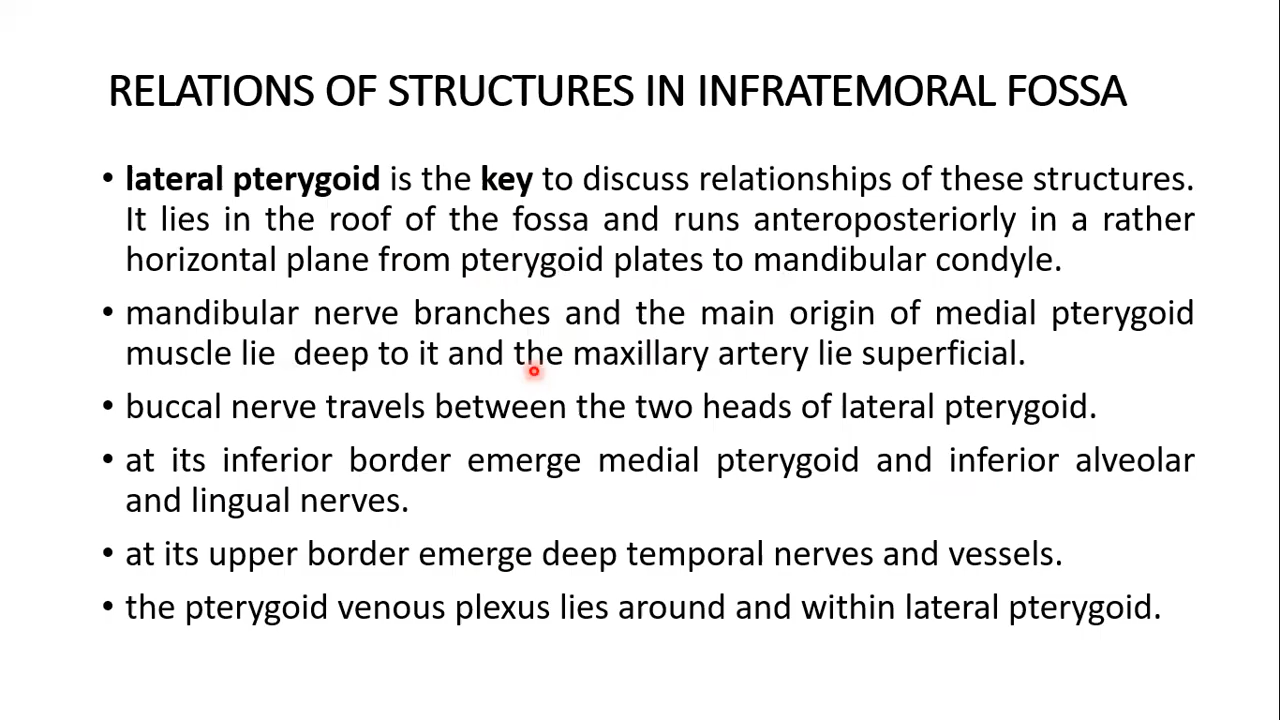 RELATIONS OF STRUCTURES IN INFRATEMORAL FOSSA
• lateral pterygoid is the key to discuss relationships of these structures.
It lies in the roof of the fossa and runs anteroposteriorly in a rather
horizontal plane from pterygoid plates to mandibular condyle.
• mandibular nerve branches and the main origin of medial pterygoid
muscle lie deep to it and the maxillary artery lie superficial.
• buccal nerve travels between the two heads of lateral pterygoid.
• at its inferior border emerge medial pterygoid and inferior alveolar
and lingual nerves.
• at its upper border emerge deep temporal nerves and vessels.
• the pterygoid venous plexus lies around and within lateral pterygoid.